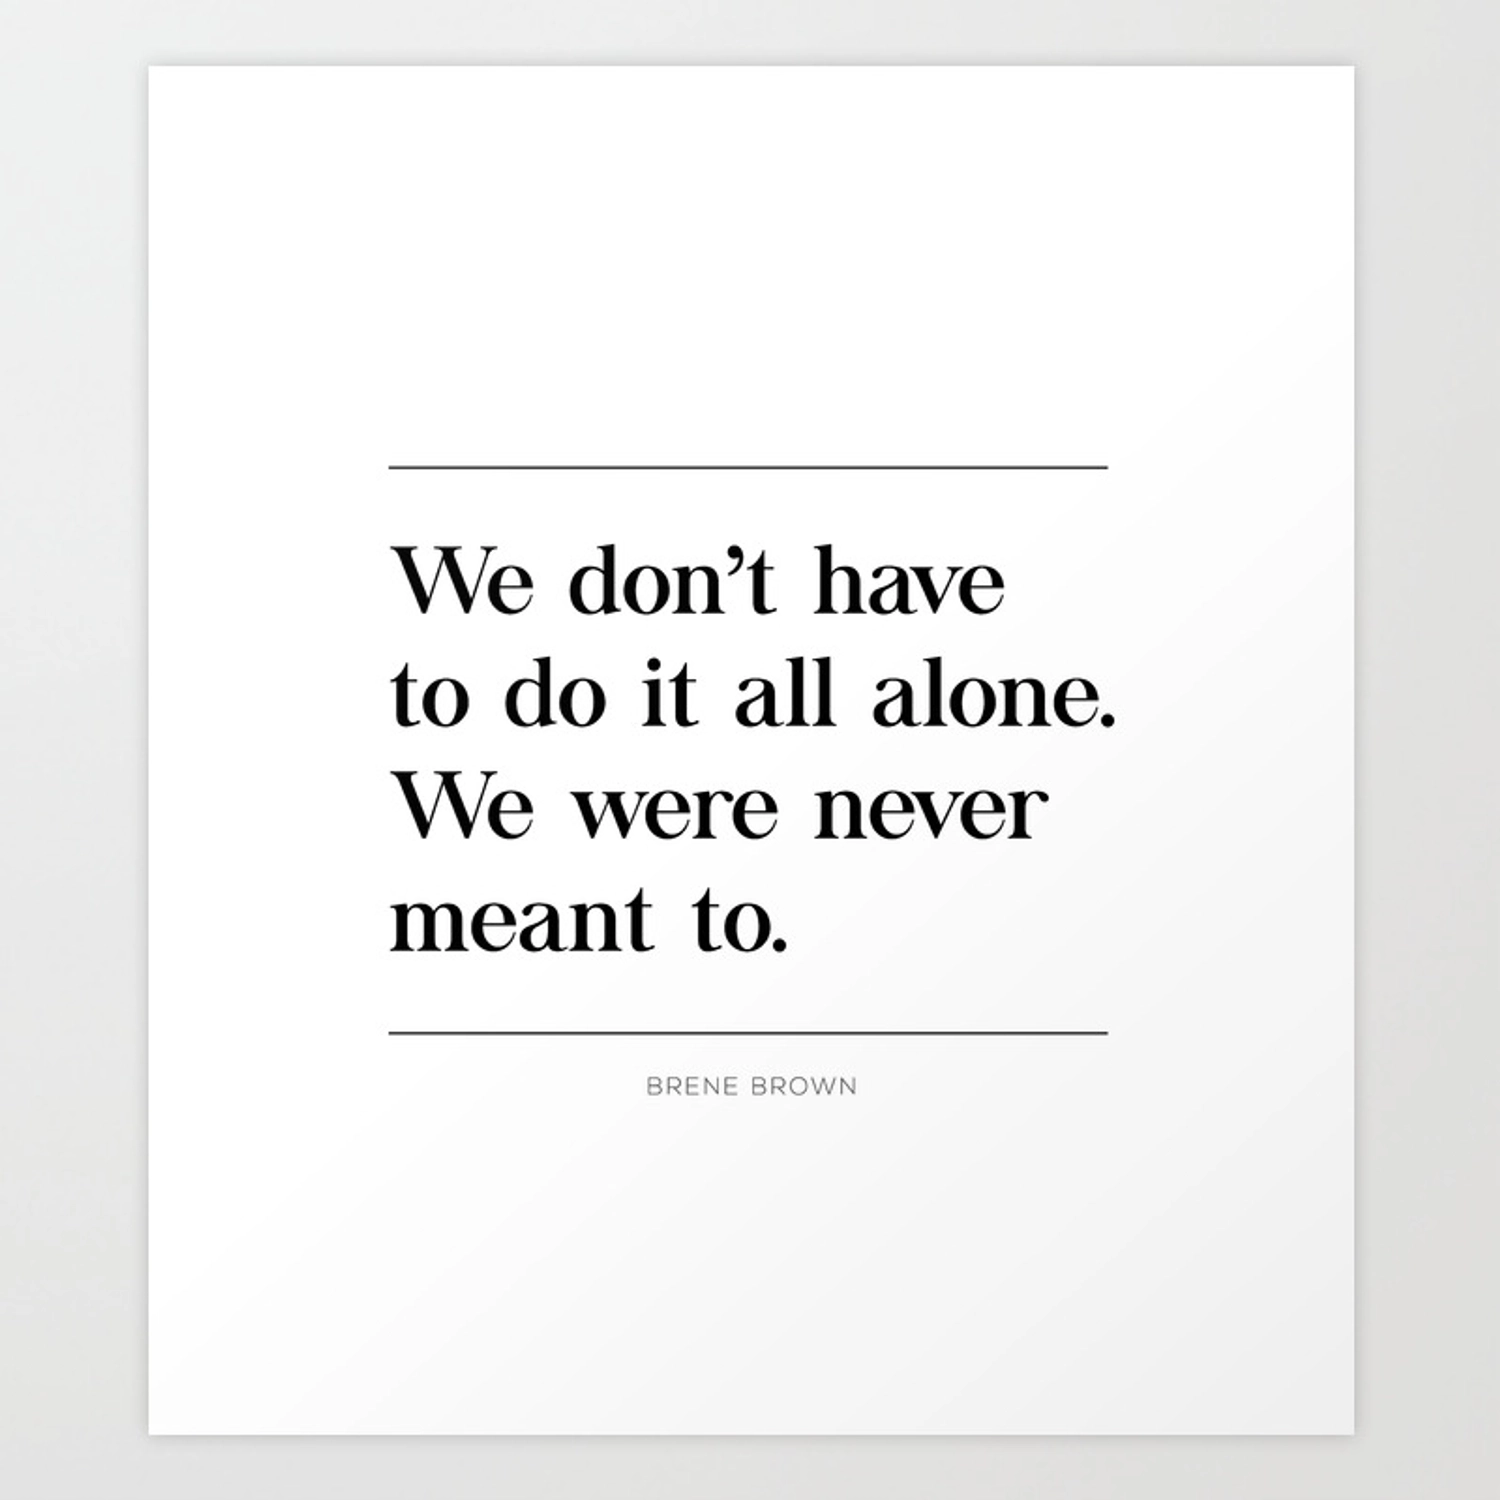 We don’t have
to do it all alone.
We were never
meant to.
BRENE BROWN